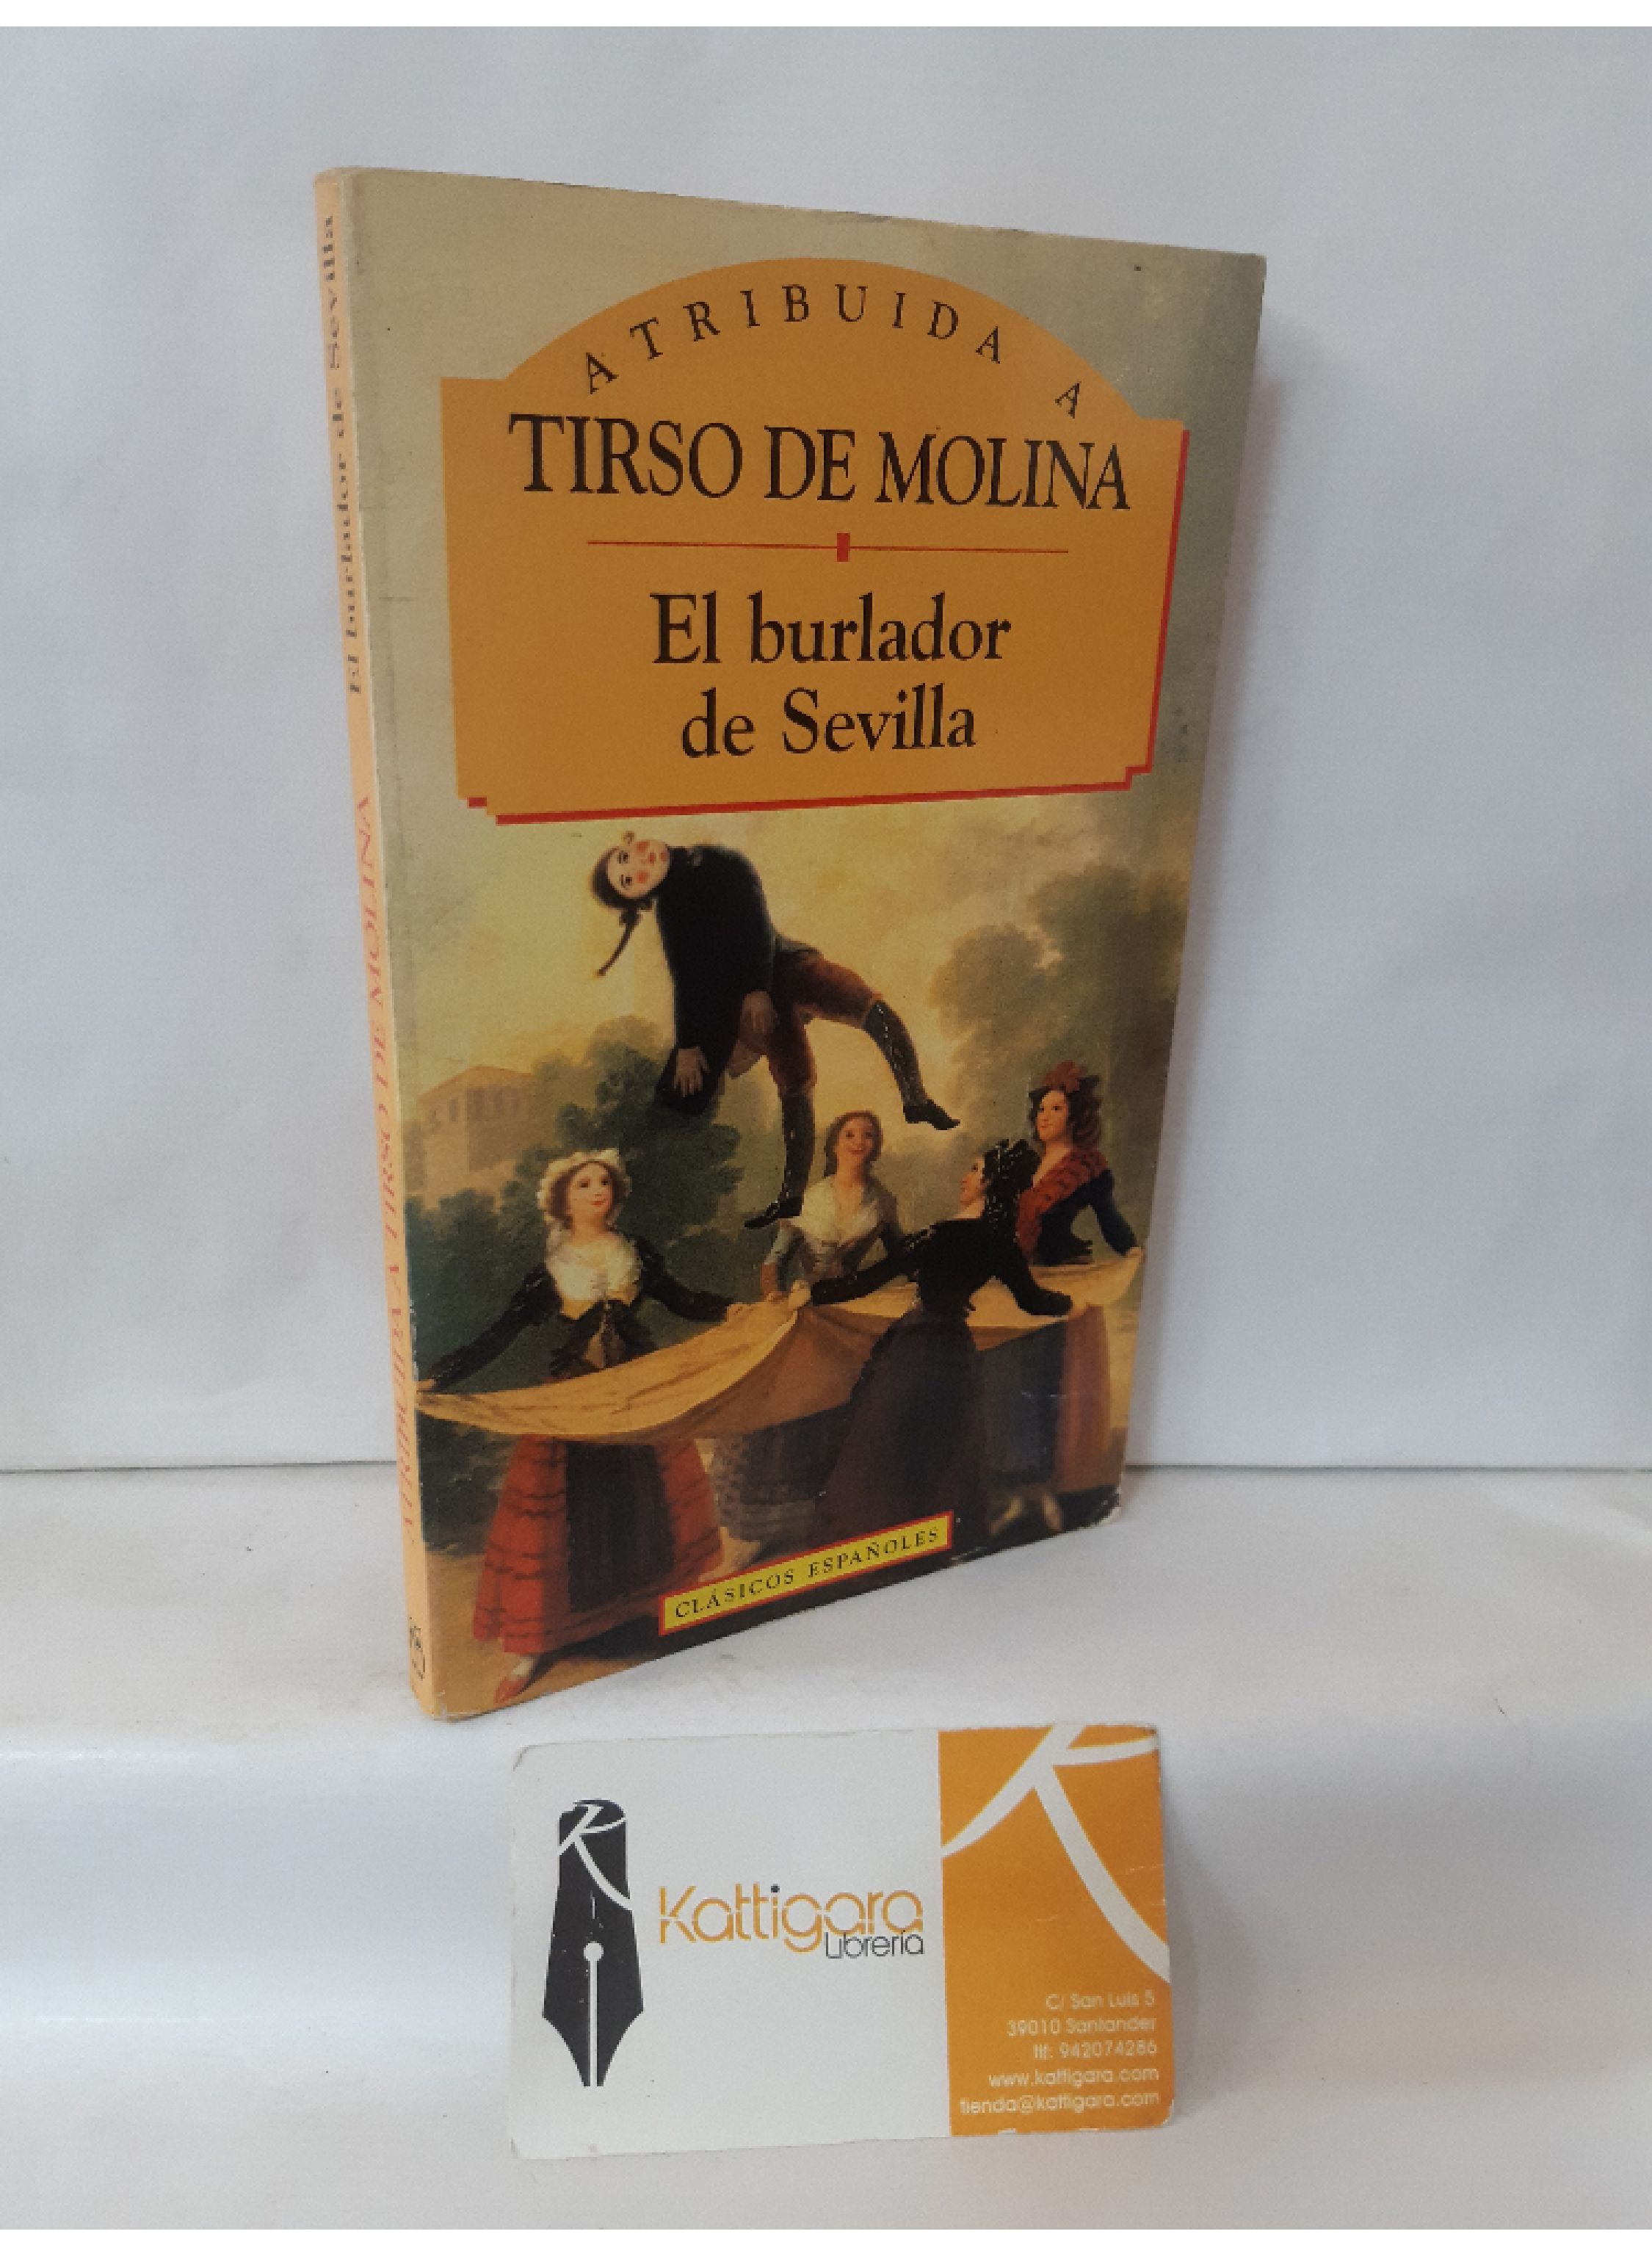 ATRIBUIDA A
TIRSO DE MOLINA
El burlador
de Sevilla
CLÁSICOS ESPAÑOLES
El burlador de Sevilla
ATRIBUIDA A TIRSO DE MOLINA
Kattigara
Librería
C/ San Luis 5
39010 Santander
tlf: 942074286
www.kattigara.com
tienda@kattigara.com